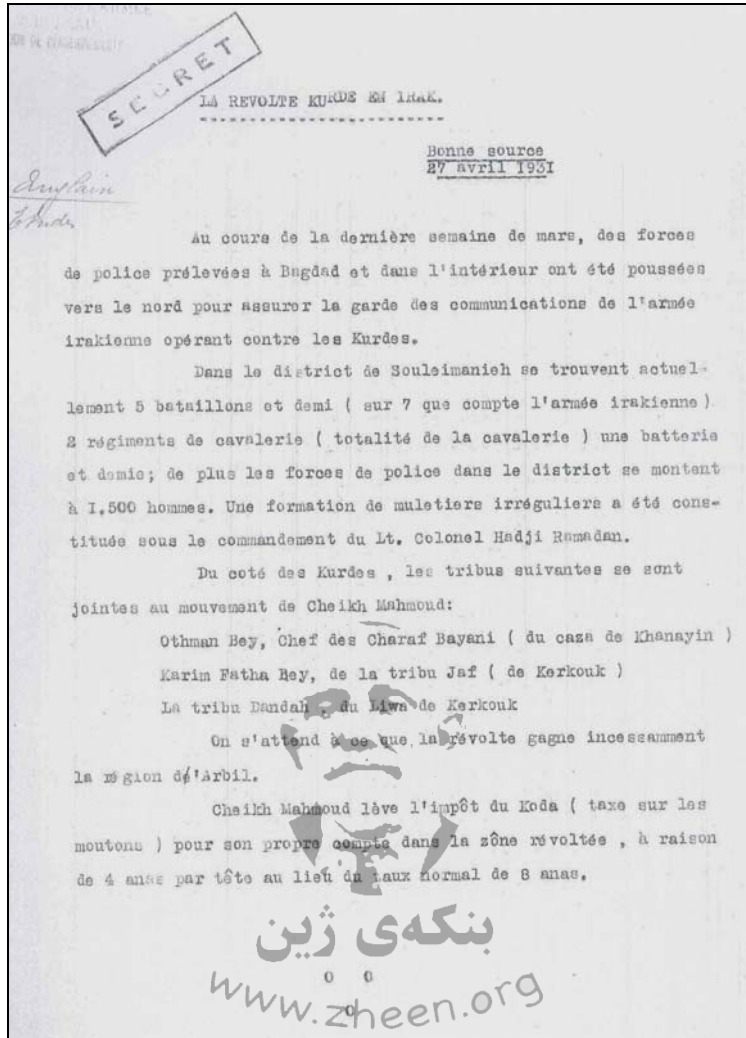 SECRET
LA REVOLTE KURDE EN IRAK.
Bonne source
27 avril 1931
Au cours de la dernière semaine de mars, des forces
de police prélevées à Bagdad et dans l'intérieur ont été poussées
vers le nord pour assurer la garde des communications de l'armée
irakienne opérant contre les Kurdes.
Dans le district de Souleimanieh se trouvent actuel-
lement 5 bataillons et demi ( sur 7 que compte l'armée irakienne )
2 régiments de cavalerie ( totalité de la cavalerie ) une batterie
et demie; de plus les forces de police dans le district se montent
à I.500 hommes. Une formation de muletiers irréguliers a été cons-
tituée sous le commandement du Lt. Colonel Hadji Ramadan.
Du coté des Kurdes , les tribus suivantes se sont
jointes au mouvement de Cheikh Mahmoud:
Othman Bey, Chef des Charaf Bayani ( du caza de Khanayin )
Karim Fatha Bey, de la tribu Jaf ( de Kerkouk )
La tribu Dandah , du Liwa de Kerkouk
On s'attend à ce que la révolte gagne incessamment
la région d'Arbil.
Cheikh Mahmoud lève l'impôt du Koda ( taxe sur les
moutons ) pour son propre compte dans la zône révoltée , à raison
de 4 anas par tête au lieu du taux normal de 8 anas.
بنکەی ژین
0 0
0
www.zheen.org